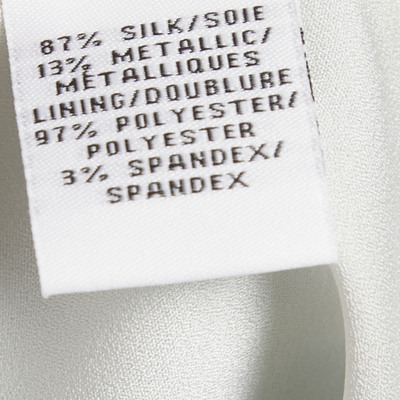 87% SILK/SOIE
13% METALLIC/
MÉTALLIQUES
LINING/DOUBLURE
97% POLYESTER/
POLYESTER
3% SPANDEX/
SPANDEX